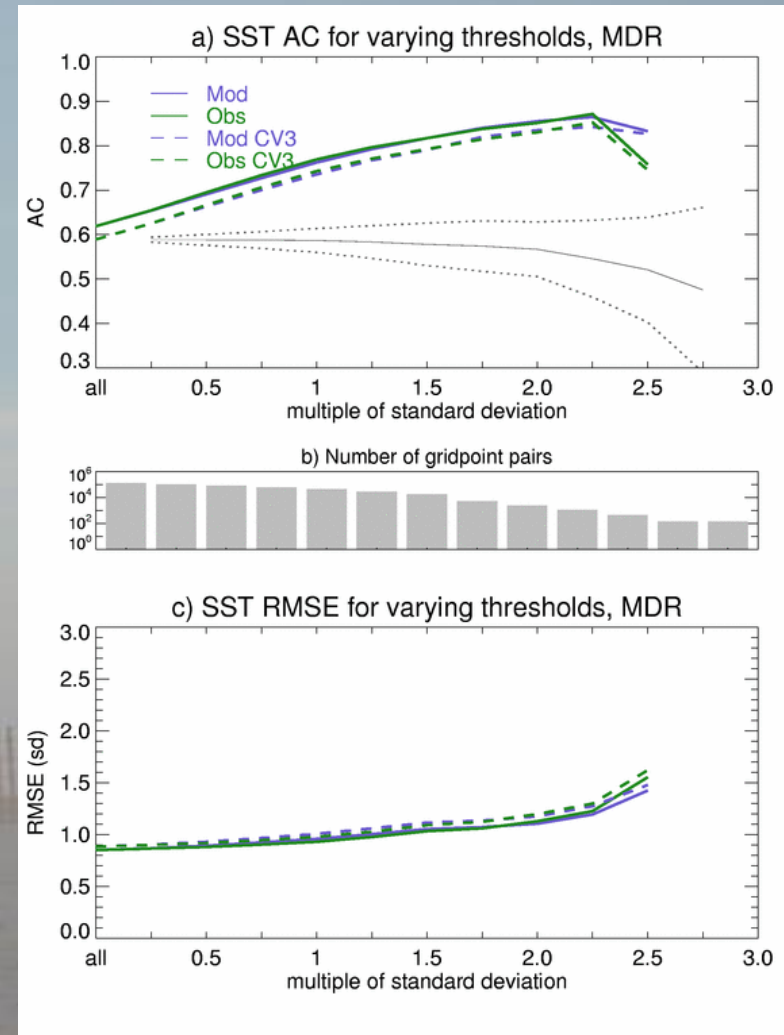 a) SST AC for varying thresholds, MDR
1.0
0.9
0.8
0.7
0.6
0.5
0.4
0.3
AC
Mod
Obs
Mod CV3
Obs CV3
all 0.5 1 1.5 2.0 2.5 3.0
multiple of standard deviation
b) Number of gridpoint pairs
10⁶
10⁴
10²
10⁰
c) SST RMSE for varying thresholds, MDR
3.0
2.5
2.0
1.5
1.0
0.5
0.0
RMSE (sd)
all 0.5 1 1.5 2.0 2.5 3.0
multiple of standard deviation